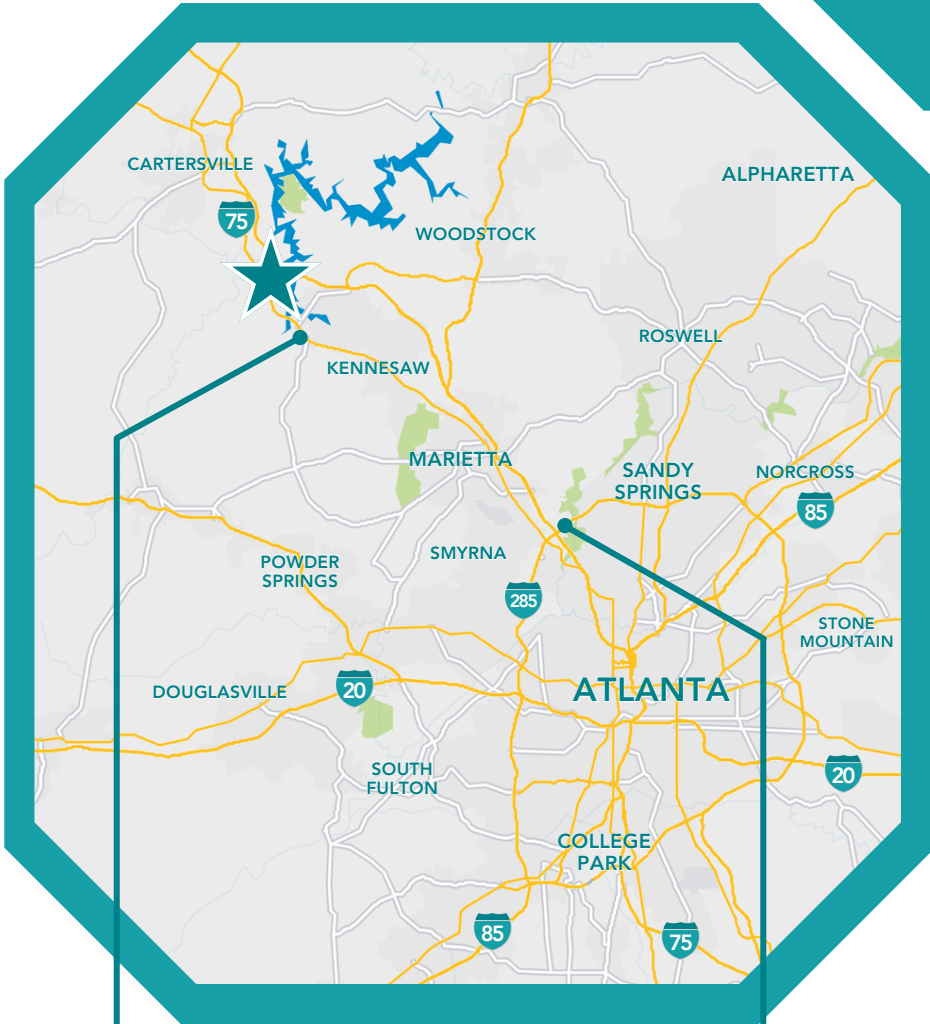 CARTERSVILLE
ALPHARETTA
75
WOODSTOCK
ROSWELL
KENNESAW
MARIETTA
SANDY
SPRINGS
NORCROSS
85
SMYRNA
POWDER
SPRINGS
285
STONE
MOUNTAIN
20
DOUGLASVILLE
ATLANTA
SOUTH
FULTON
20
COLLEGE
PARK
85
75